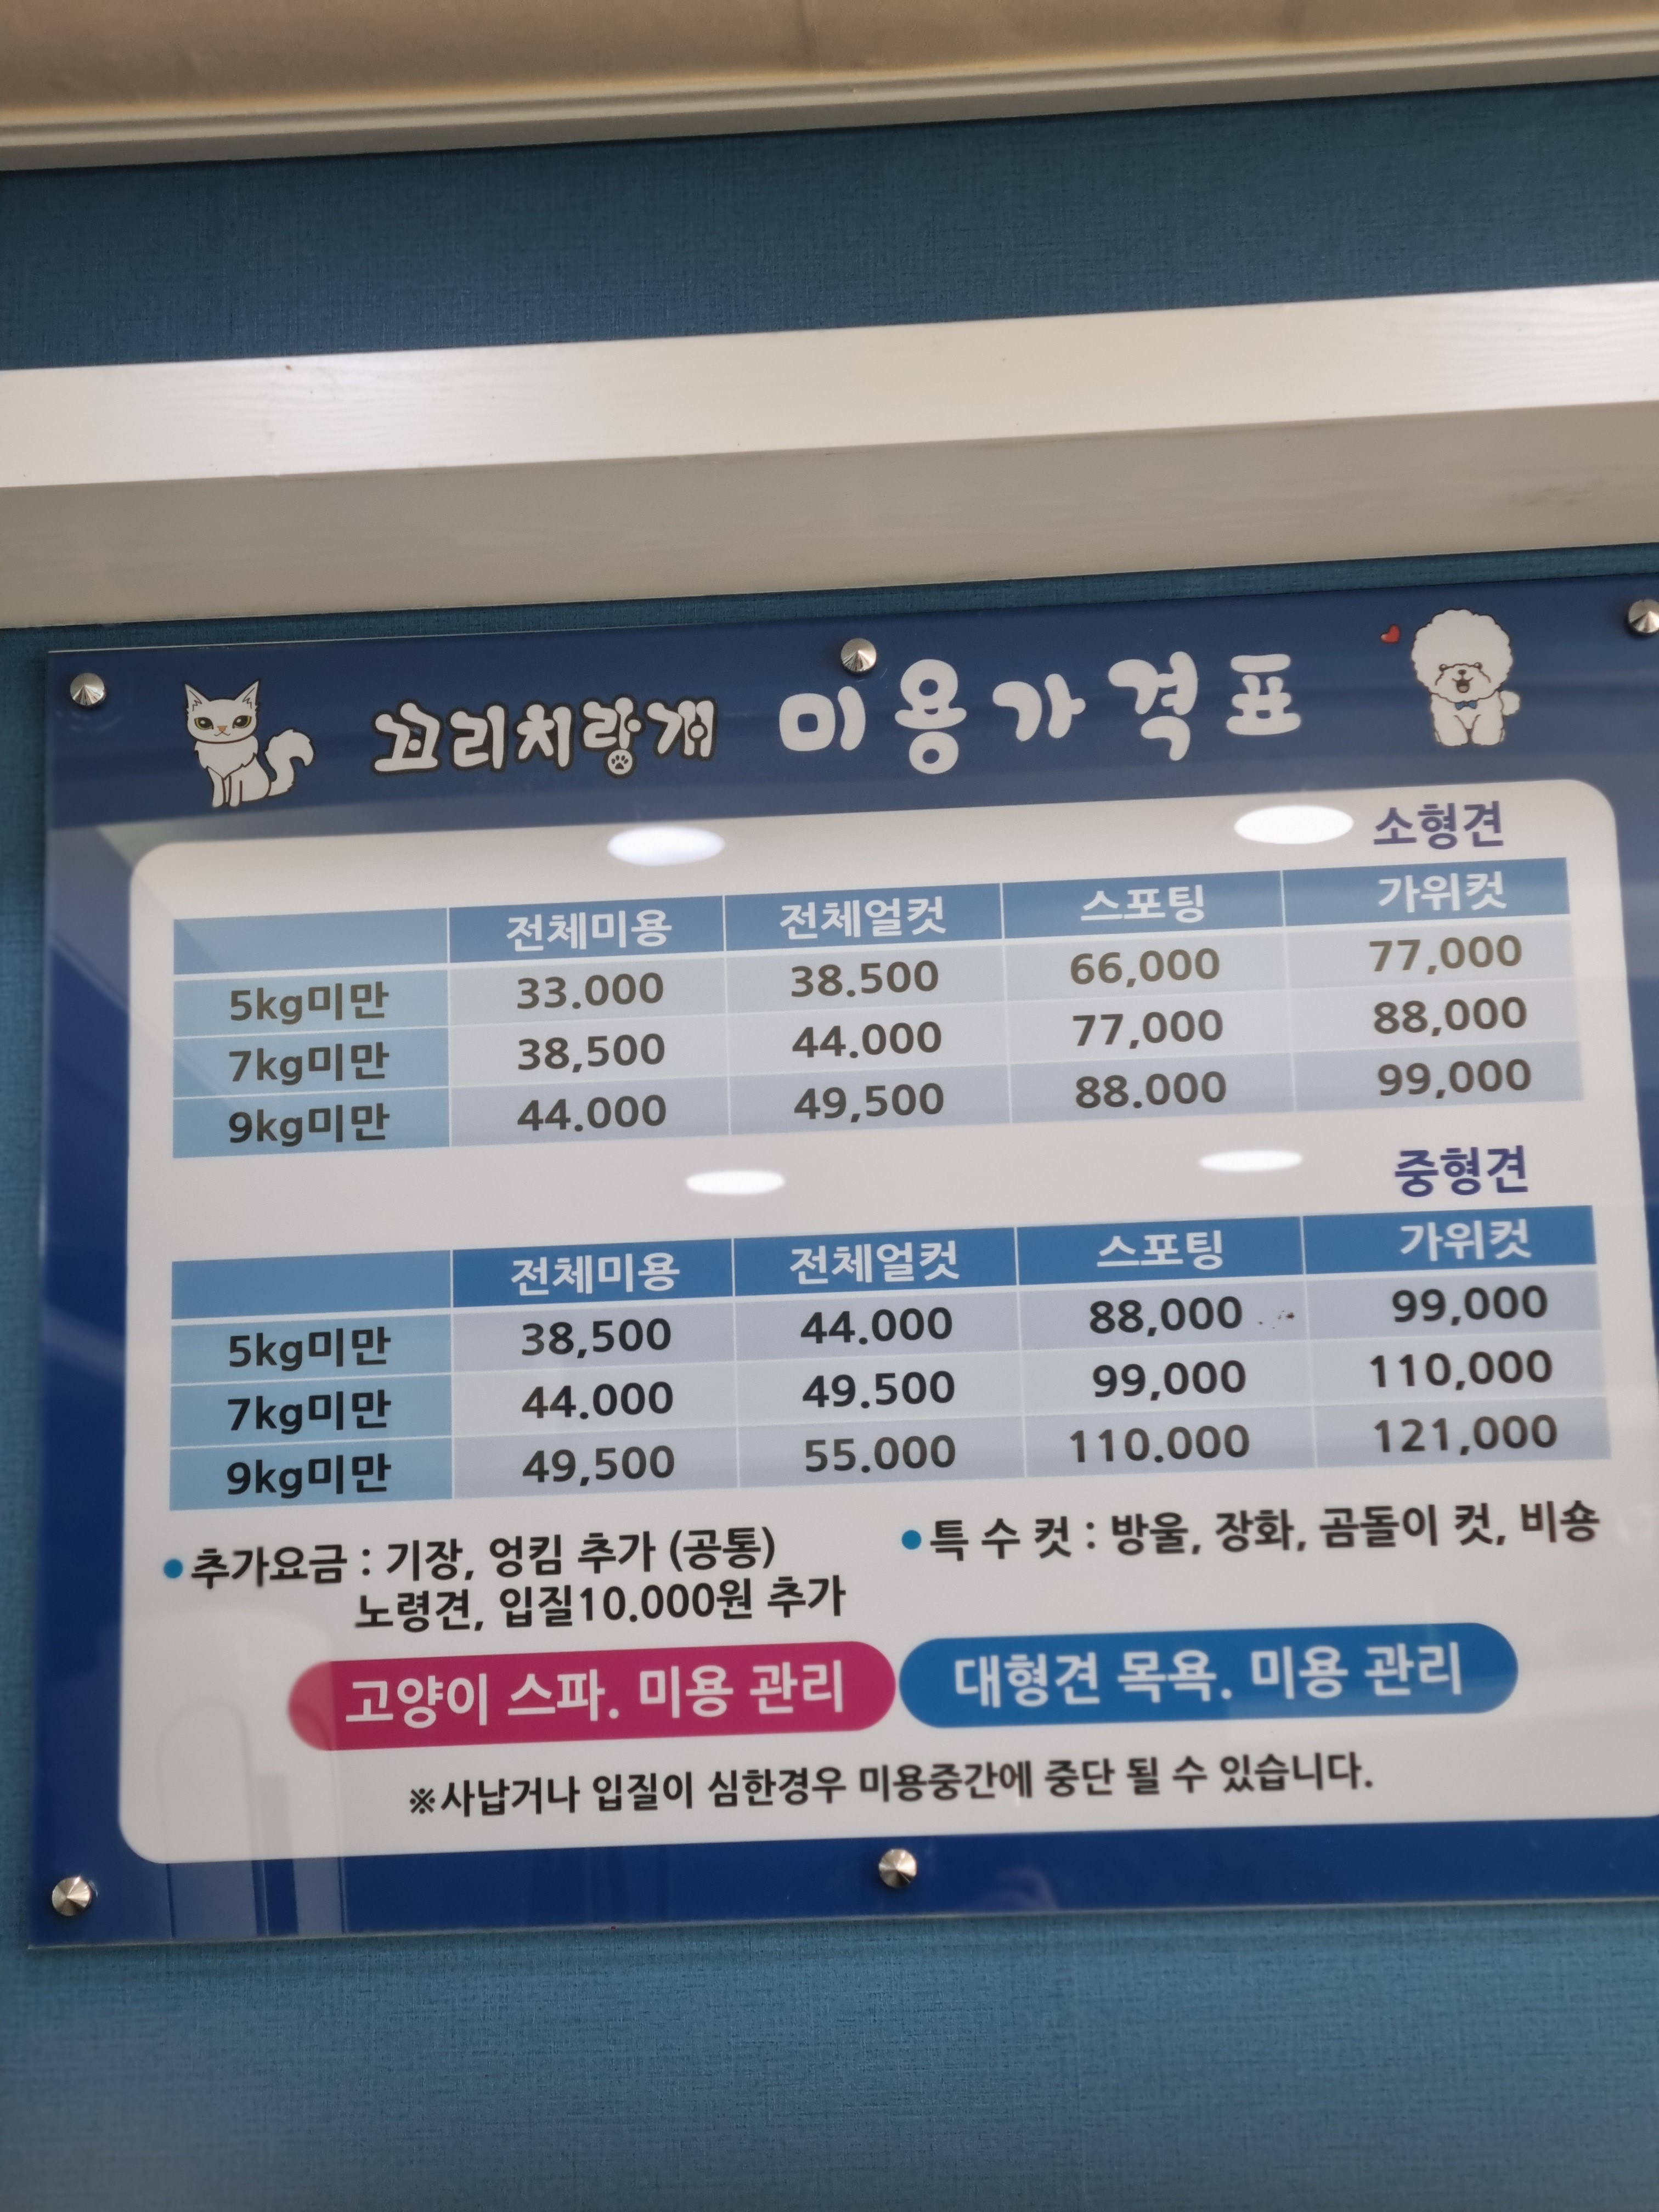 꼬리치랑개 미용가격표
소형견
전체미용 전체얼컷 스포팅 가위컷
5kg미만 33.000 38.500 66,000 77,000
7kg미만 38,500 44.000 77,000 88,000
9kg미만 44.000 49,500 88.000 99,000
중형견
전체미용 전체얼컷 스포팅 가위컷
5kg미만 38,500 44.000 88,000 99,000
7kg미만 44.000 49.500 99,000 110,000
9kg미만 49,500 55.000 110.000 121,000
•추가요금 : 기장, 엉킴 추가 (공통)
노령견, 입질10.000원 추가
•특 수 컷 : 방울, 장화, 곰돌이 컷, 비숑
고양이 스파. 미용 관리
대형견 목욕. 미용 관리
※사납거나 입질이 심한경우 미용중간에 중단 될 수 있습니다.